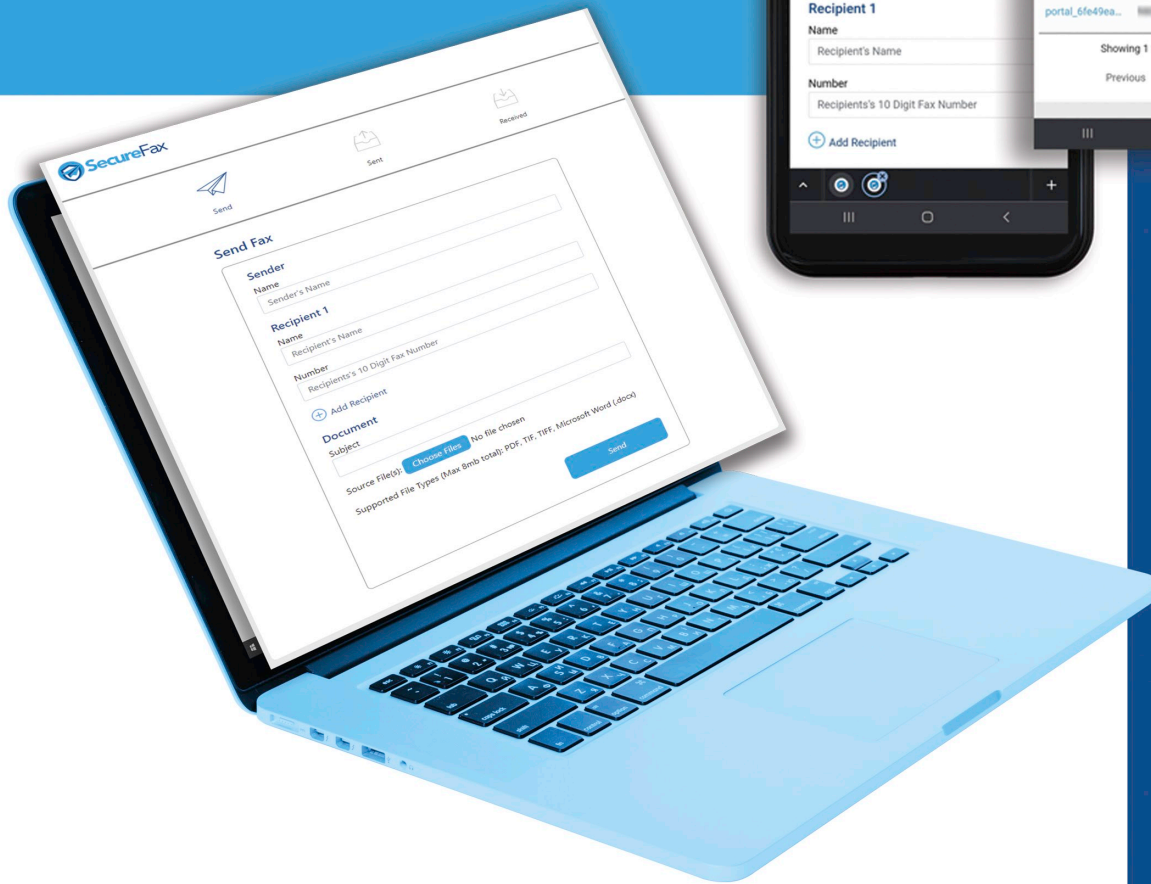 Recipient 1
Name
Recipient's Name
Number
Recipients's 10 Digit Fax Number
Add Recipient
portal_6fe49ea...
Showing 1
Previous
SecureFax
Send
Sent
Received
Send Fax
Sender
Name
Sender's Name
Recipient 1
Name
Recipient's Name
Number
Recipients's 10 Digit Fax Number
Add Recipient
Document
Subject
Source File(s): Choose Files No file chosen
Supported File Types (Max 8mb total): PDF, TIF, TIFF, Microsoft Word (.docx)
Send